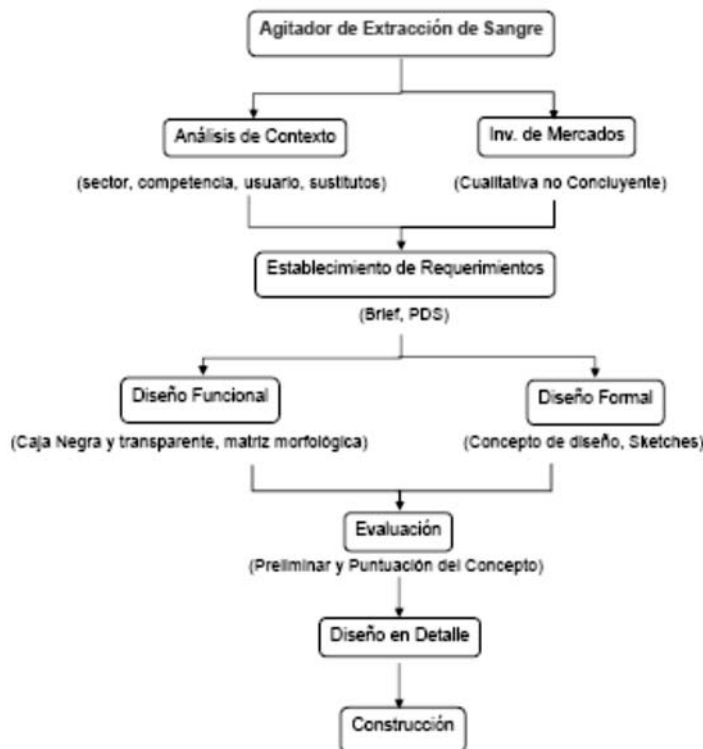 Agitador de Extracción de Sangre
Análisis de Contexto
Inv. de Mercados
(sector, competencia, usuario, sustitutos)
(Cualitativa no Concluyente)
Establecimiento de Requerimientos
(Brief, PDS)
Diseño Funcional
Diseño Formal
(Caja Negra y transparente, matriz morfológica)
(Concepto de diseño, Sketches)
Evaluación
(Preliminar y Puntuación del Concepto)
Diseño en Detalle
Construcción